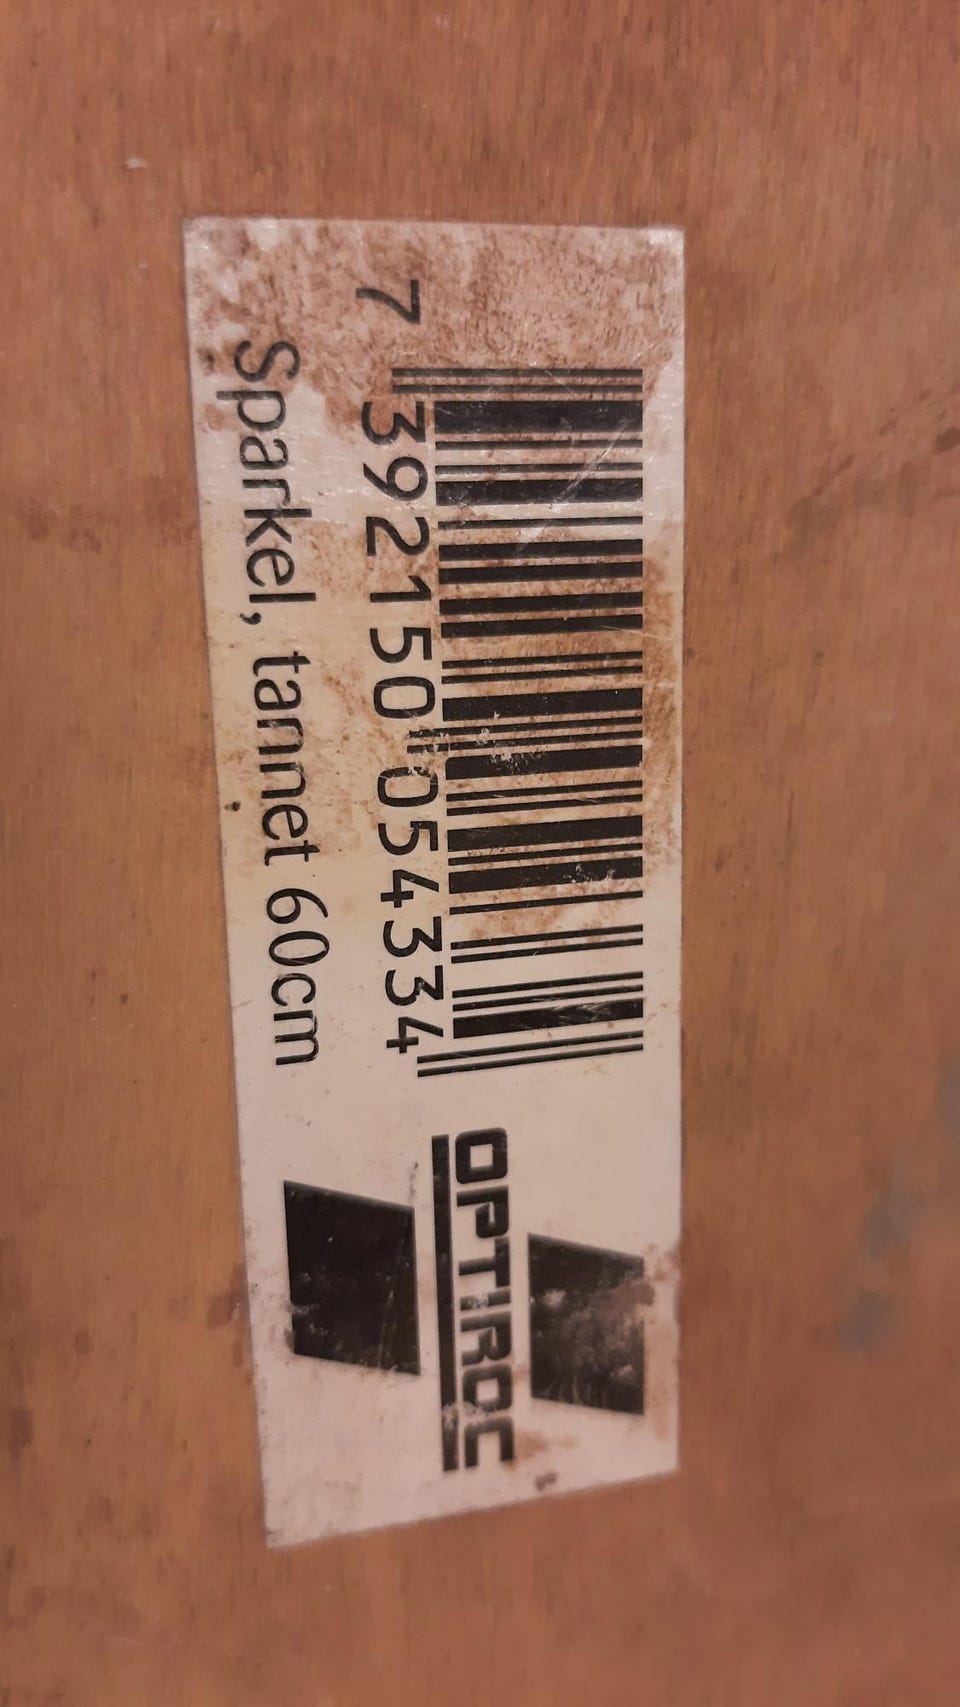 7 392150 054334
Sparkel, tannet 60cm
OPTIROC